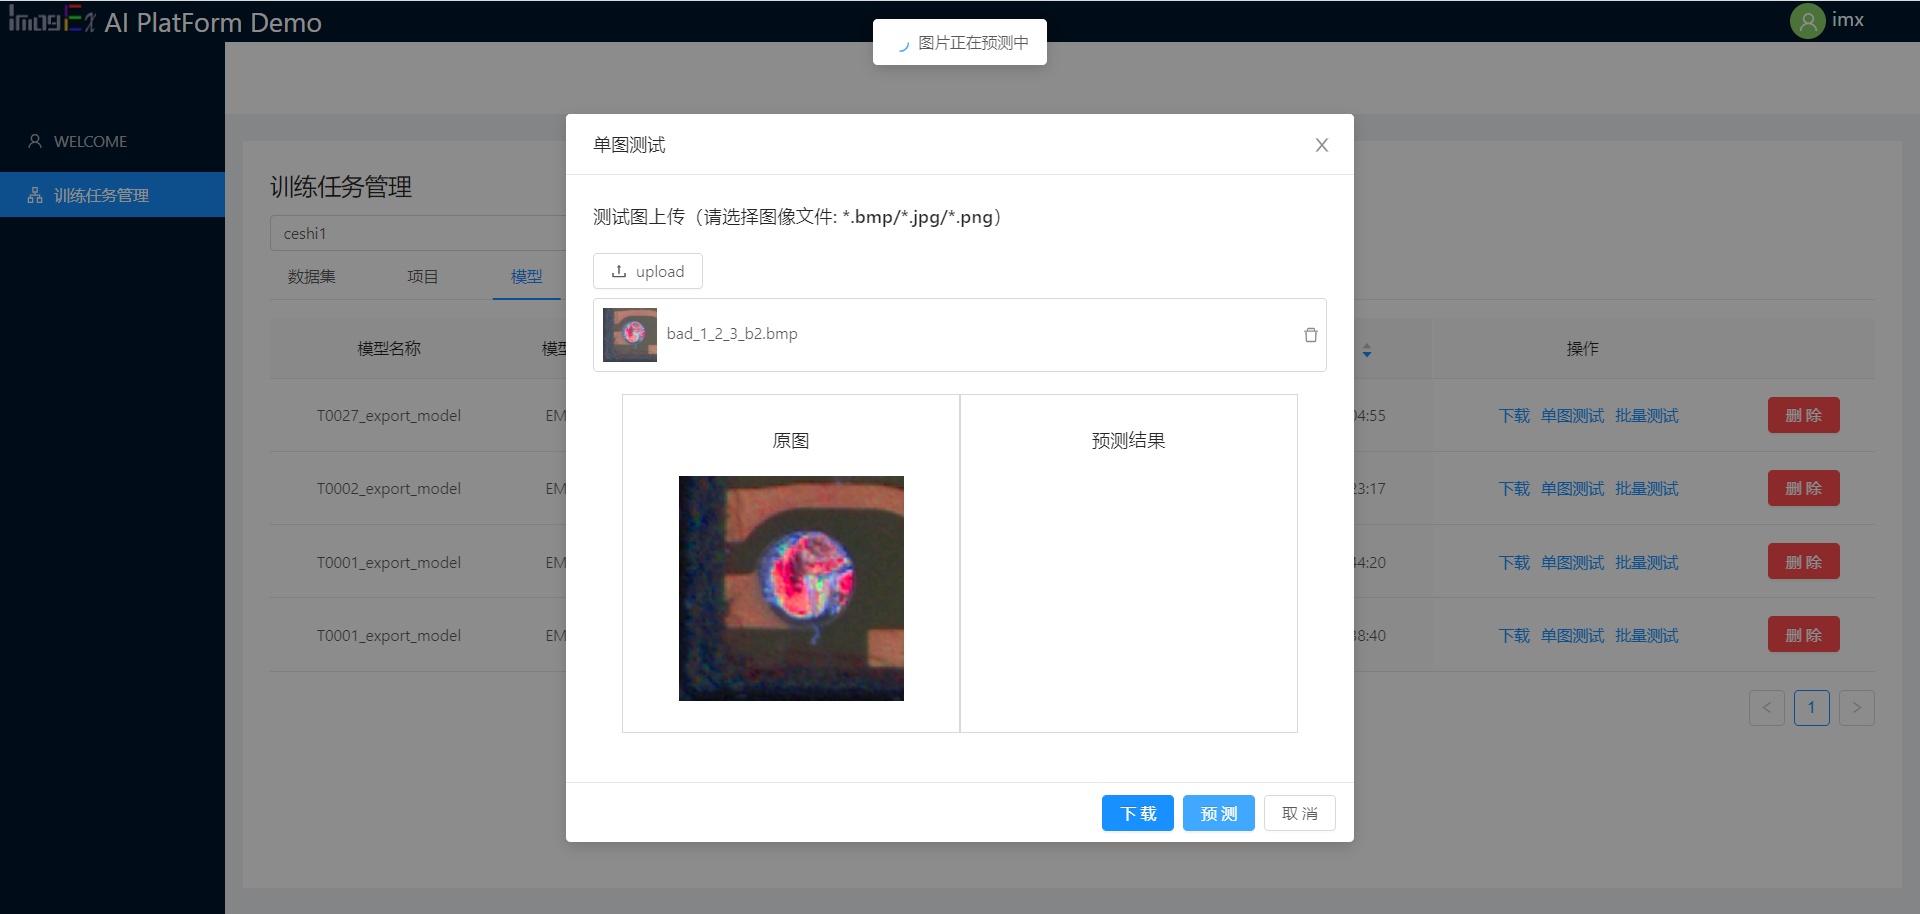 ImagEX AI PlatForm Demo
imx
图片正在预测中
WELCOME
训练任务管理
训练任务管理
ceshi1
数据集 项目 模型
单图测试
测试图上传（请选择图像文件: *.bmp/*.jpg/*.png）
upload
bad_1_2_3_b2.bmp
原图 预测结果
下载 预测 取消
模型名称 模型 操作
T0027_export_model EM 04:55 下载 单图测试 批量测试 删除
T0002_export_model EM 23:17 下载 单图测试 批量测试 删除
T0001_export_model EM 44:20 下载 单图测试 批量测试 删除
T0001_export_model EM 38:40 下载 单图测试 批量测试 删除
< 1 >